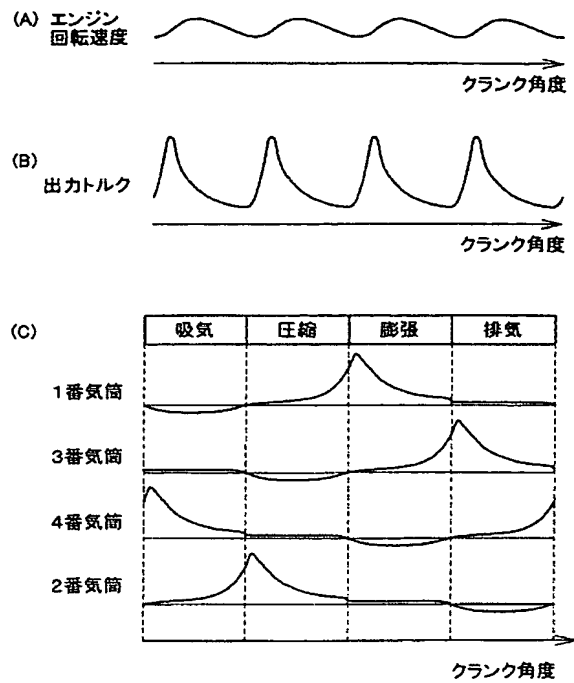 (A) エンジン
回転速度
クランク角度
(B)
出力トルク
クランク角度
(C)
吸気 圧縮 膨張 排気
1番気筒
3番気筒
4番気筒
2番気筒
クランク角度